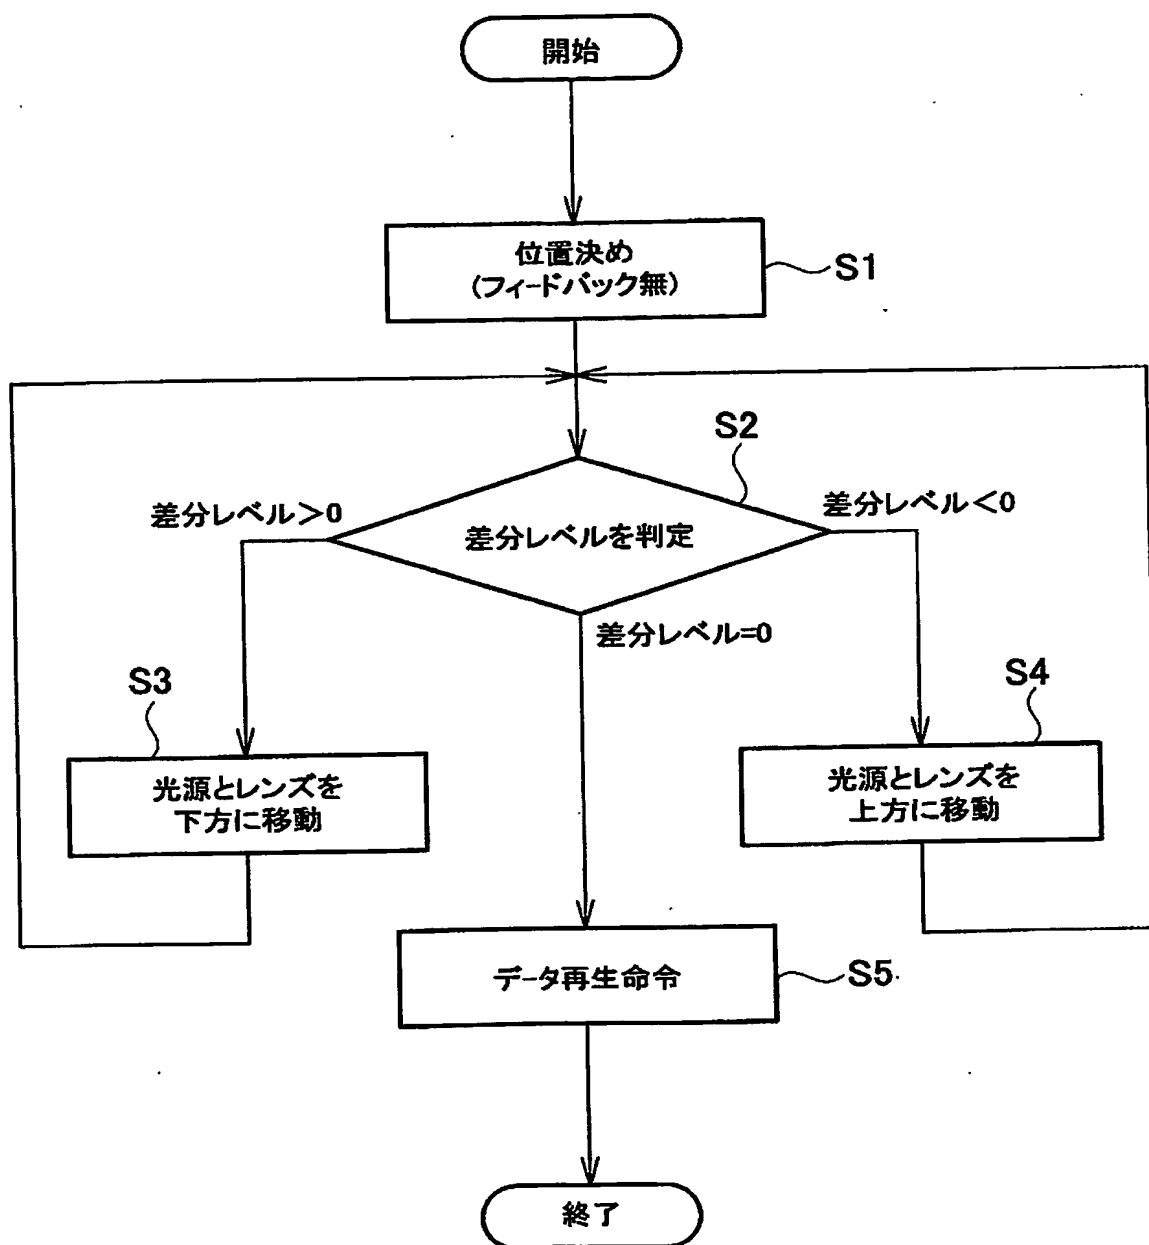 開始
位置決め
(フィードバック無)
S1
S2
差分レベル>0
差分レベル<0
差分レベルを判定
差分レベル=0
S3
S4
光源とレンズを
下方に移動
光源とレンズを
上方に移動
データ再生命令
S5
終了